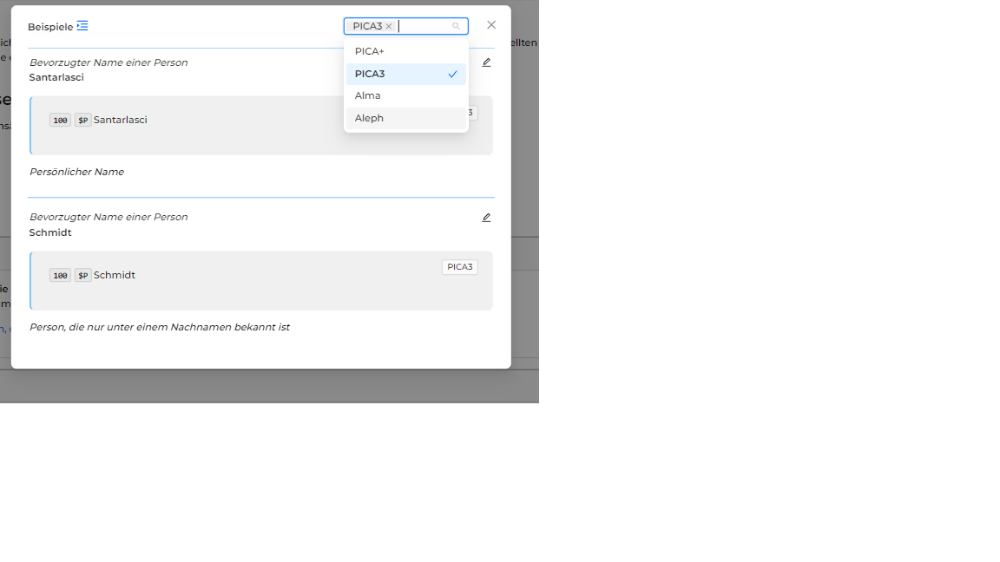 Beispiele
PICA3
PICA+
PICA3
Alma
Aleph
Bevorzugter Name einer Person
Santarlasci
100 $P Santarlasci
3
Persönlicher Name
Bevorzugter Name einer Person
Schmidt
PICA3
100 $P Schmidt
Person, die nur unter einem Nachnamen bekannt ist